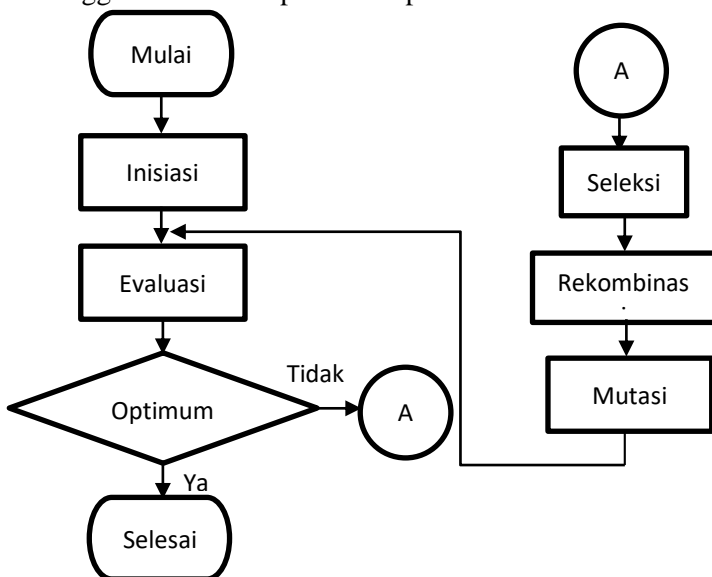 Mulai
Inisiasi
Evaluasi
Optimum
Tidak
A
Ya
Selesai
A
Seleksi
Rekombinas
Mutasi